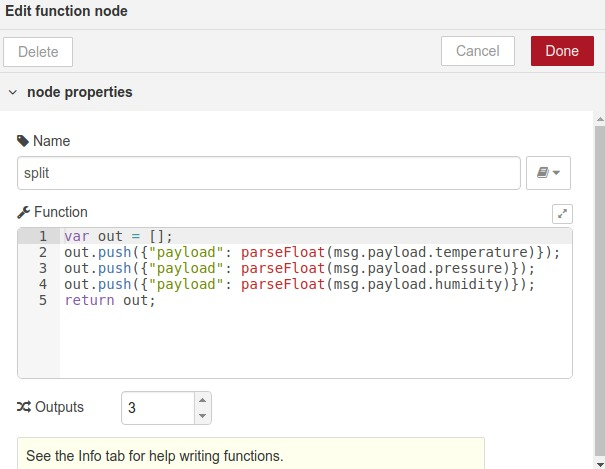 Edit function node
Delete
Cancel
Done
node properties
Name
split
Function
1 var out = [];
2 out.push({"payload": parseFloat(msg.payload.temperature)});
3 out.push({"payload": parseFloat(msg.payload.pressure)});
4 out.push({"payload": parseFloat(msg.payload.humidity)});
5 return out;
Outputs
3
See the Info tab for help writing functions.